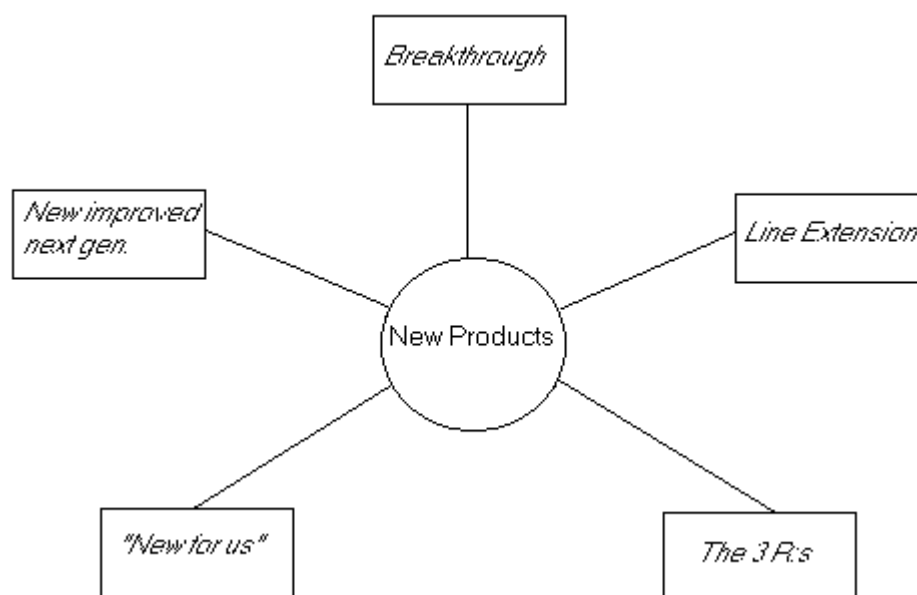 Breakthrough
New improved
next gen.
Line Extension
New Products
"New for us"
The 3 R:s